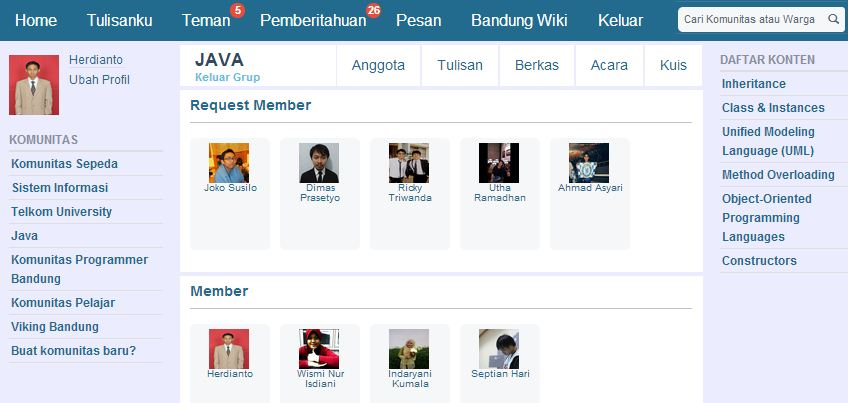 Home Tulisanku Teman 5 Pemberitahuan 26 Pesan Bandung Wiki Keluar Cari Komunitas atau Warga
Herdianto
Ubah Profil
KOMUNITAS
Komunitas Sepeda
Sistem Informasi
Telkom University
Java
Komunitas Programmer
Bandung
Komunitas Pelajar
Viking Bandung
Buat komunitas baru?
JAVA
Keluar Grup
Anggota Tulisan Berkas Acara Kuis
Request Member
Joko Susilo
Dimas
Prasetyo
Ricky
Triwanda
Utha
Ramadhan
Ahmad Asyari
Member
Herdianto
Wismi Nur
Isdiani
Indaryani
Kumala
Septian Hari
DAFTAR KONTEN
Inheritance
Class & Instances
Unified Modeling
Language (UML)
Method Overloading
Object-Oriented
Programming
Languages
Constructors